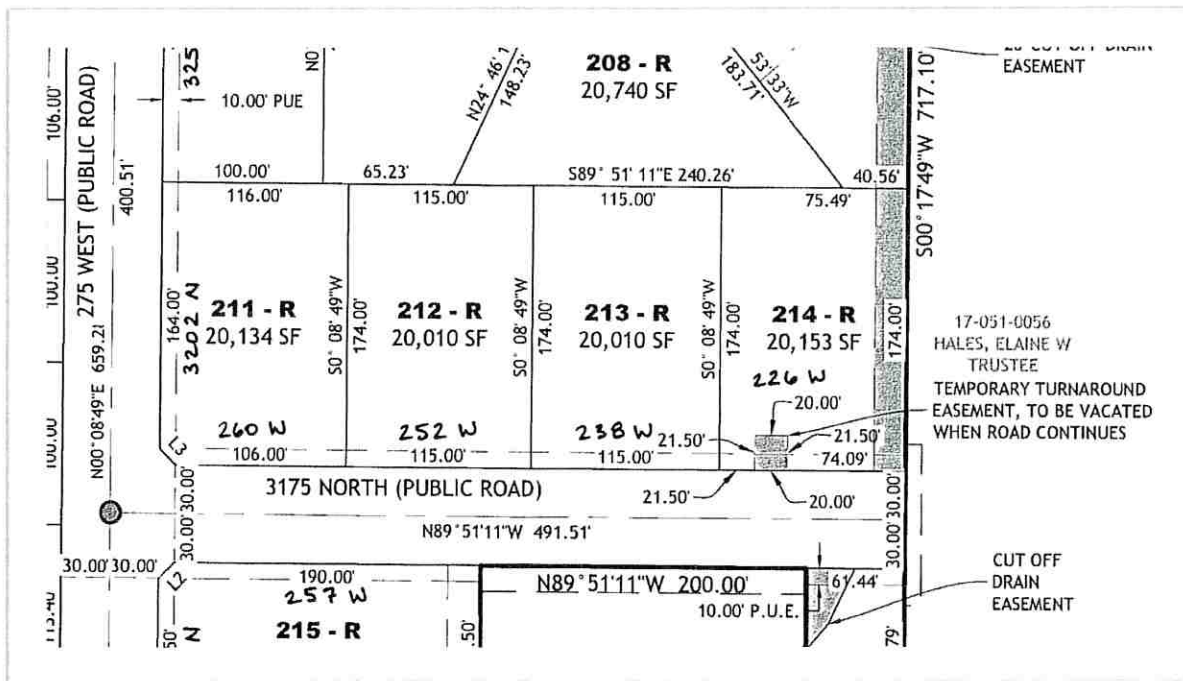 106.00'
275 WEST (PUBLIC ROAD)
400.51'
325
10.00' PUE
N24° 46' 1
148.23'
208 - R
20,740 SF
53'33"W
183.71'
EASEMENT
S00°17'49"W 717.10'
100.00'
65.23'
S89° 51' 11"E 240.26'
40.56'
116.00'
115.00'
115.00'
75.49'
100.00
N00°08'49"E 659.2
164.00'
3202 N
211 - R
20,134 SF
S0° 08' 49"W
174.00'
212 - R
20,010 SF
S0° 08' 49"W
174.00'
213 - R
20,010 SF
S0° 08' 49"W
174.00'
214 - R
20,153 SF
174.00'
17-051-0056
HALES, ELAINE W
TRUSTEE
TEMPORARY TURNAROUND
EASEMENT, TO BE VACATED
WHEN ROAD CONTINUES
226 W
20.00'
100.00
L3
260 W
252 W
238 W
21.50'
21.50'
106.00'
115.00'
115.00'
74.09'
3175 NORTH (PUBLIC ROAD)
21.50'
20.00'
30.00'
30.00'
N89°51'11"W 491.51'
30.00'
30.00'
30.00'
30.00'
L2
190.00'
257 W
N89°51'11"W 200.00'
61.44'
10.00' P.U.E.
CUT OFF
DRAIN
EASEMENT
N
215 - R
50'
.50'
79'